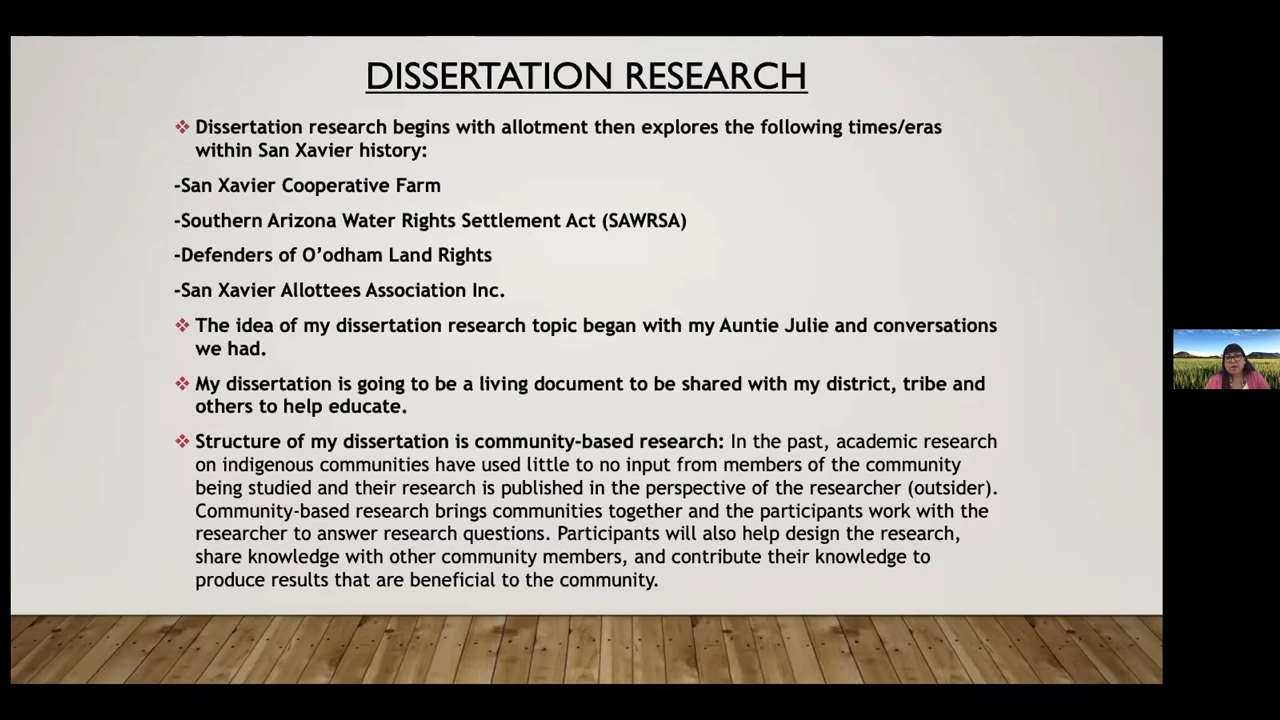 DISSERTATION RESEARCH
❖ Dissertation research begins with allotment then explores the following times/eras
within San Xavier history:
-San Xavier Cooperative Farm
-Southern Arizona Water Rights Settlement Act (SAWRSA)
-Defenders of O’odham Land Rights
-San Xavier Allottees Association Inc.
❖ The idea of my dissertation research topic began with my Auntie Julie and conversations
we had.
❖ My dissertation is going to be a living document to be shared with my district, tribe and
others to help educate.
❖ Structure of my dissertation is community-based research: In the past, academic research
on indigenous communities have used little to no input from members of the community
being studied and their research is published in the perspective of the researcher (outsider).
Community-based research brings communities together and the participants work with the
researcher to answer research questions. Participants will also help design the research,
share knowledge with other community members, and contribute their knowledge to
produce results that are beneficial to the community.